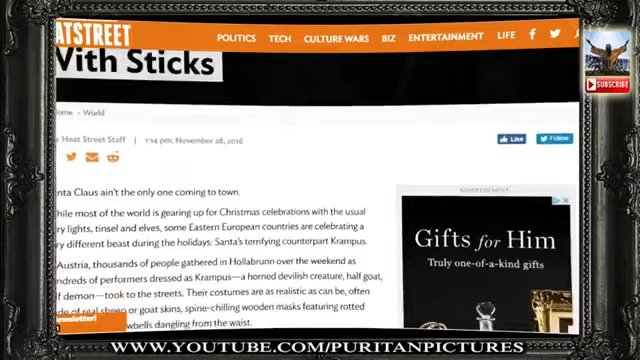 ATSTREET
POLITICS TECH CULTURE WARS BIZ ENTERTAINMENT LIFE
With Sticks
SUBSCRIBE
ome › World
Heat Street Staff | 1:14 pm, November 28, 2016
Like Follow
nta Claus ain't the only one coming to town.
hile most of the world is gearing up for Christmas celebrations with the usual
ry lights, tinsel and elves, some Eastern European countries are celebrating a
ry different beast during the holidays: Santa's terrifying counterpart Krampus.
Austria, thousands of people gathered in Hollabrunn over the weekend as
ndreds of performers dressed as Krampus—a horned devilish creature, half goat,
lf demon—took to the streets. Their costumes are as realistic as can be, often
de of real sheep or goat skins, spine-chilling wooden masks featuring rotted
wbells dangling from the waist.
ewsletter!
ADVERTISEMENT
Gifts for Him
Truly one-of-a-kind gifts
WWW.YOUTUBE.COM/PURITANPICTURES